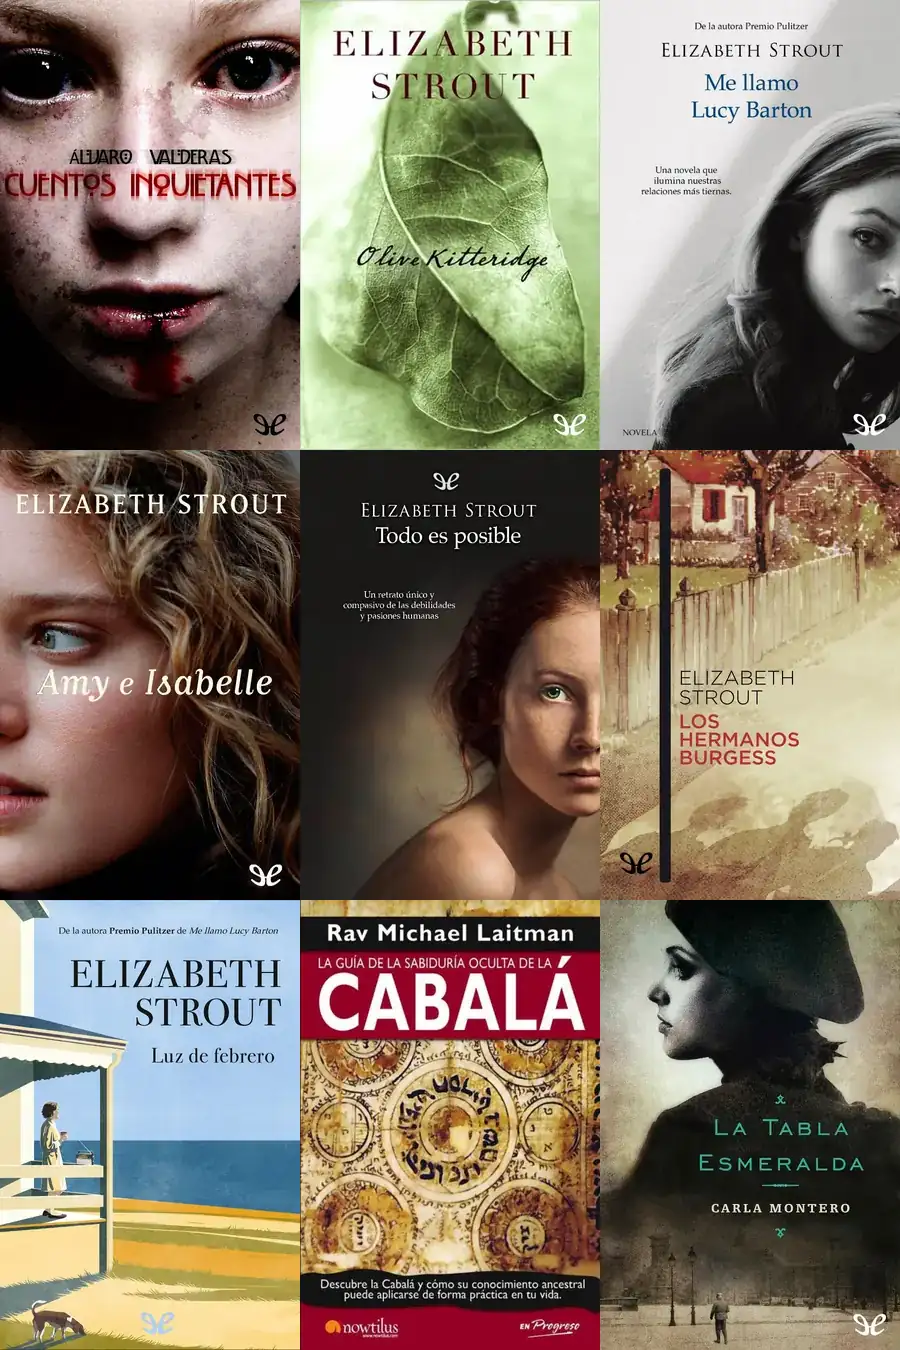 ÁLVARO VALDERAS
CUENTOS INQUIETANTES
ELIZABETH
STROUT
Olive Kitteridge
De la autora Premio Pulitzer
ELIZABETH STROUT
Me llamo
Lucy Barton
Una novela que
ilumina nuestras
relaciones más tiernas.
NOVELA
ELIZABETH STROUT
Amy e Isabelle
ELIZABETH STROUT
Todo es posible
Un retrato único y
compasivo de las debilidades
y pasiones humanas
ELIZABETH
STROUT
LOS
HERMANOS
BURGESS
De la autora Premio Pulitzer de Me llamo Lucy Barton
ELIZABETH
STROUT
Luz de febrero
Rav Michael Laitman
LA GUÍA DE LA SABIDURÍA OCULTA DE LA
CABALÁ
Descubre la Cabalá y cómo su conocimiento ancestral
puede aplicarse de forma práctica en tu vida.
nowtilus
www.nowtilus.com
EN Progreso
LA TABLA
ESMERALDA
CARLA MONTERO